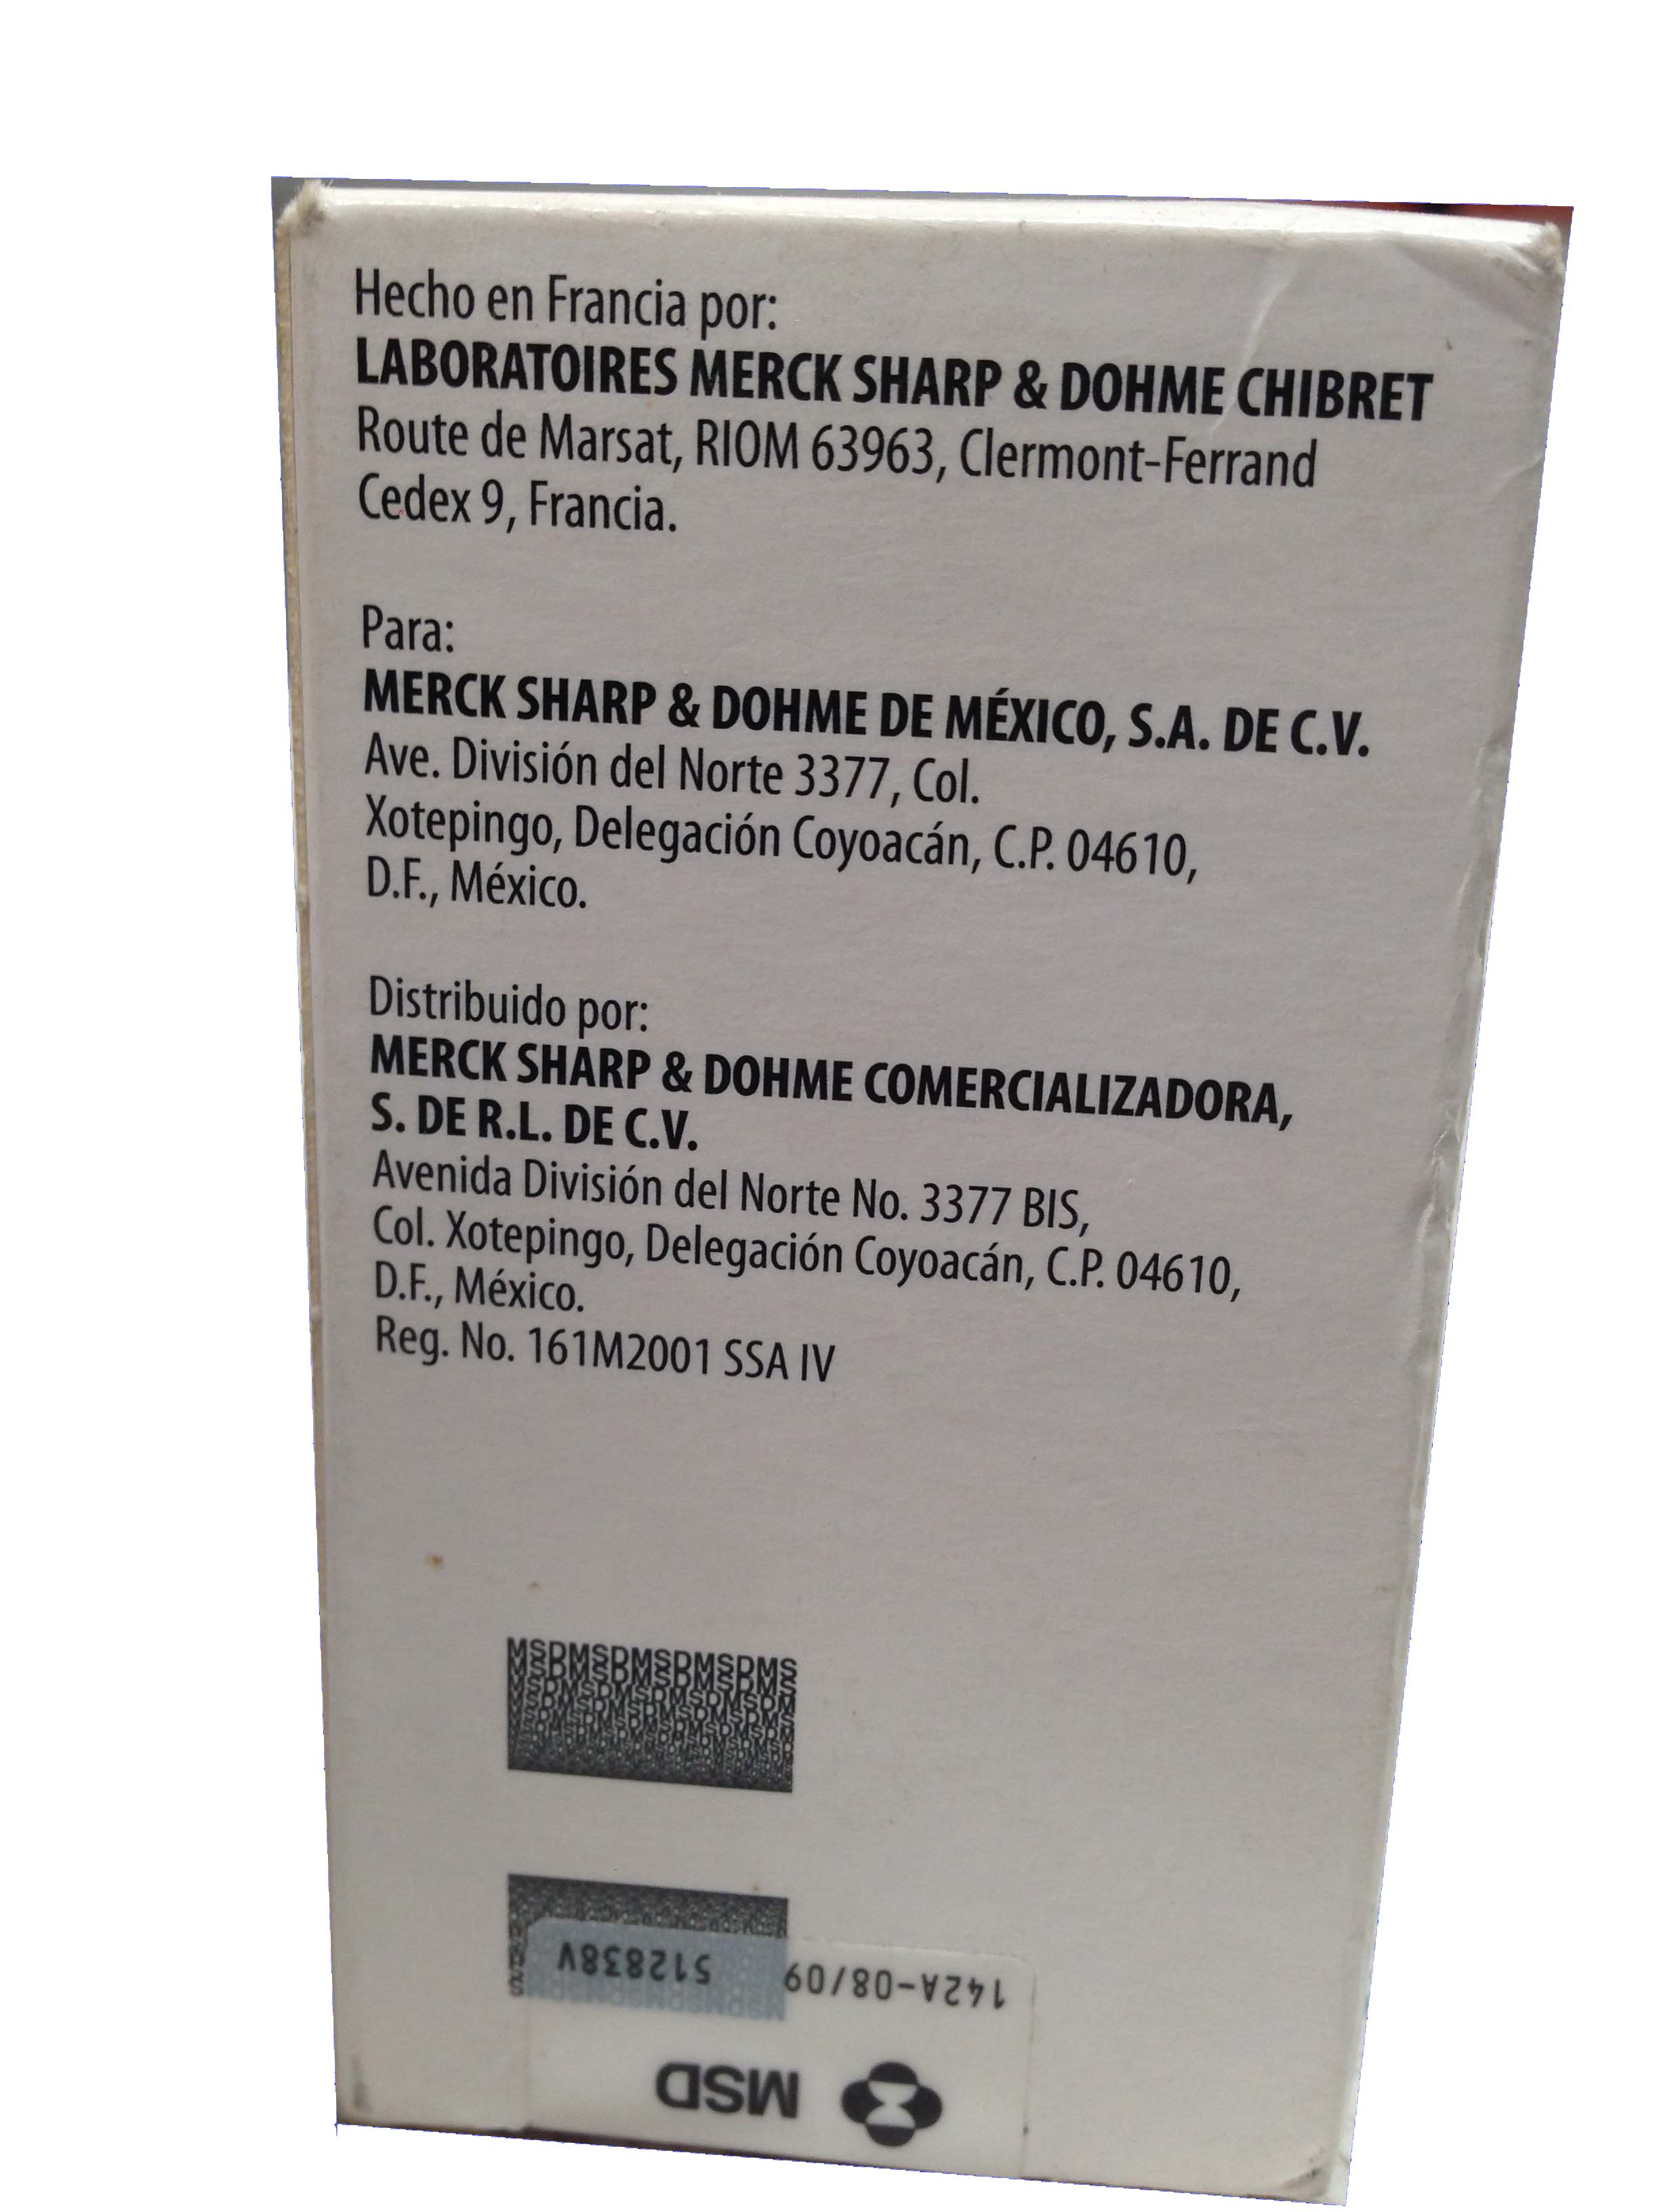 Hecho en Francia por:
LABORATOIRES MERCK SHARP & DOHME CHIBRET
Route de Marsat, RIOM 63963, Clermont-Ferrand
Cedex 9, Francia.
Para:
MERCK SHARP & DOHME DE MÉXICO, S.A. DE C.V.
Ave. División del Norte 3377, Col.
Xotepingo, Delegación Coyoacán, C.P. 04610,
D.F., México.
Distribuido por:
MERCK SHARP & DOHME COMERCIALIZADORA,
S. DE R.L. DE C.V.
Avenida División del Norte No. 3377 BIS,
Col. Xotepingo, Delegación Coyoacán, C.P. 04610,
D.F., México.
Reg. No. 161M2001 SSA IV
MSDMSDMSDMSDMS
MSDMSDMSDMSDMS
MSD
142A-08/09 512838V